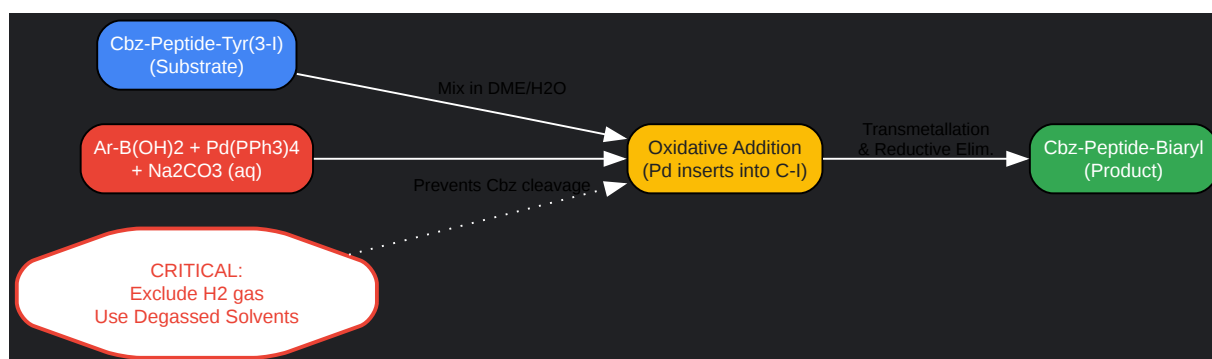 Cbz-Peptide-Tyr(3-I)
(Substrate)
Mix in DME/H2O
Ar-B(OH)2 + Pd(PPh3)4
+ Na2CO3 (aq)
Oxidative Addition
(Pd inserts into C-I)
Transmetallation
& Reductive Elim.
Cbz-Peptide-Biaryl
(Product)
Prevents Cbz cleavage
CRITICAL:
Exclude H2 gas
Use Degassed Solvents